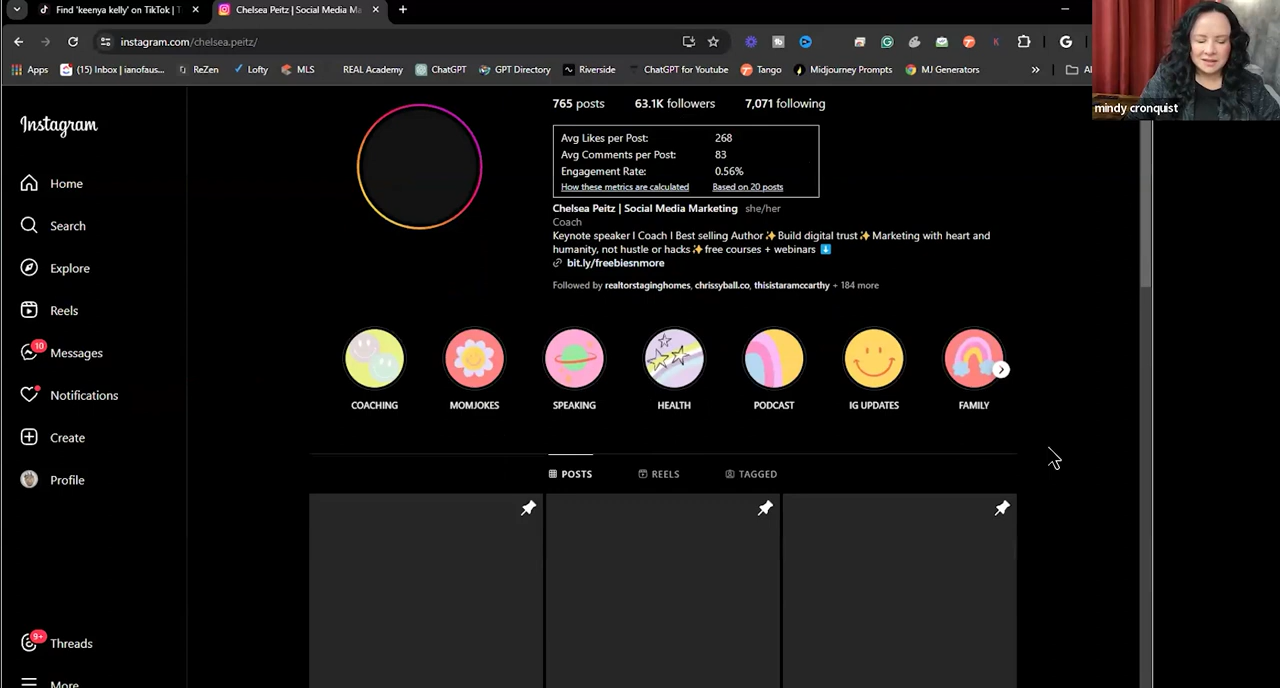 Find 'keenya kelly' on TikTok | T
Chelsea Peitz | Social Media Ma
instagram.com/chelsea.peitz/
Apps
(15) Inbox | ianofaus...
ReZen
Lofty
MLS
REAL Academy
ChatGPT
GPTDirectory
Riverside
ChatGPT for Youtube
Tango
Midjourney Prompts
MJ Generators
mindy cronquist
Instagram
Home
Search
Explore
Reels
10
Messages
Notifications
Create
Profile
9+
Threads
More
765 posts 63.1K followers 7,071 following
Avg Likes per Post: 268
Avg Comments per Post: 83
Engagement Rate: 0.56%
How these metrics are calculated Based on 20 posts
Chelsea Peitz | Social Media Marketing she/her
Coach
Keynote speaker I Coach I Best selling Author✨Build digital trust✨Marketing with heart and
humanity, not hustle or hacks✨free courses + webinars ⬇️
bit.ly/freebiesnmore
Followed by realtorstaginghomes, chrissyball.co, thisistaramccarthy + 184 more
COACHING MOMJOKES SPEAKING HEALTH PODCAST IG UPDATES FAMILY
POSTS REELS TAGGED